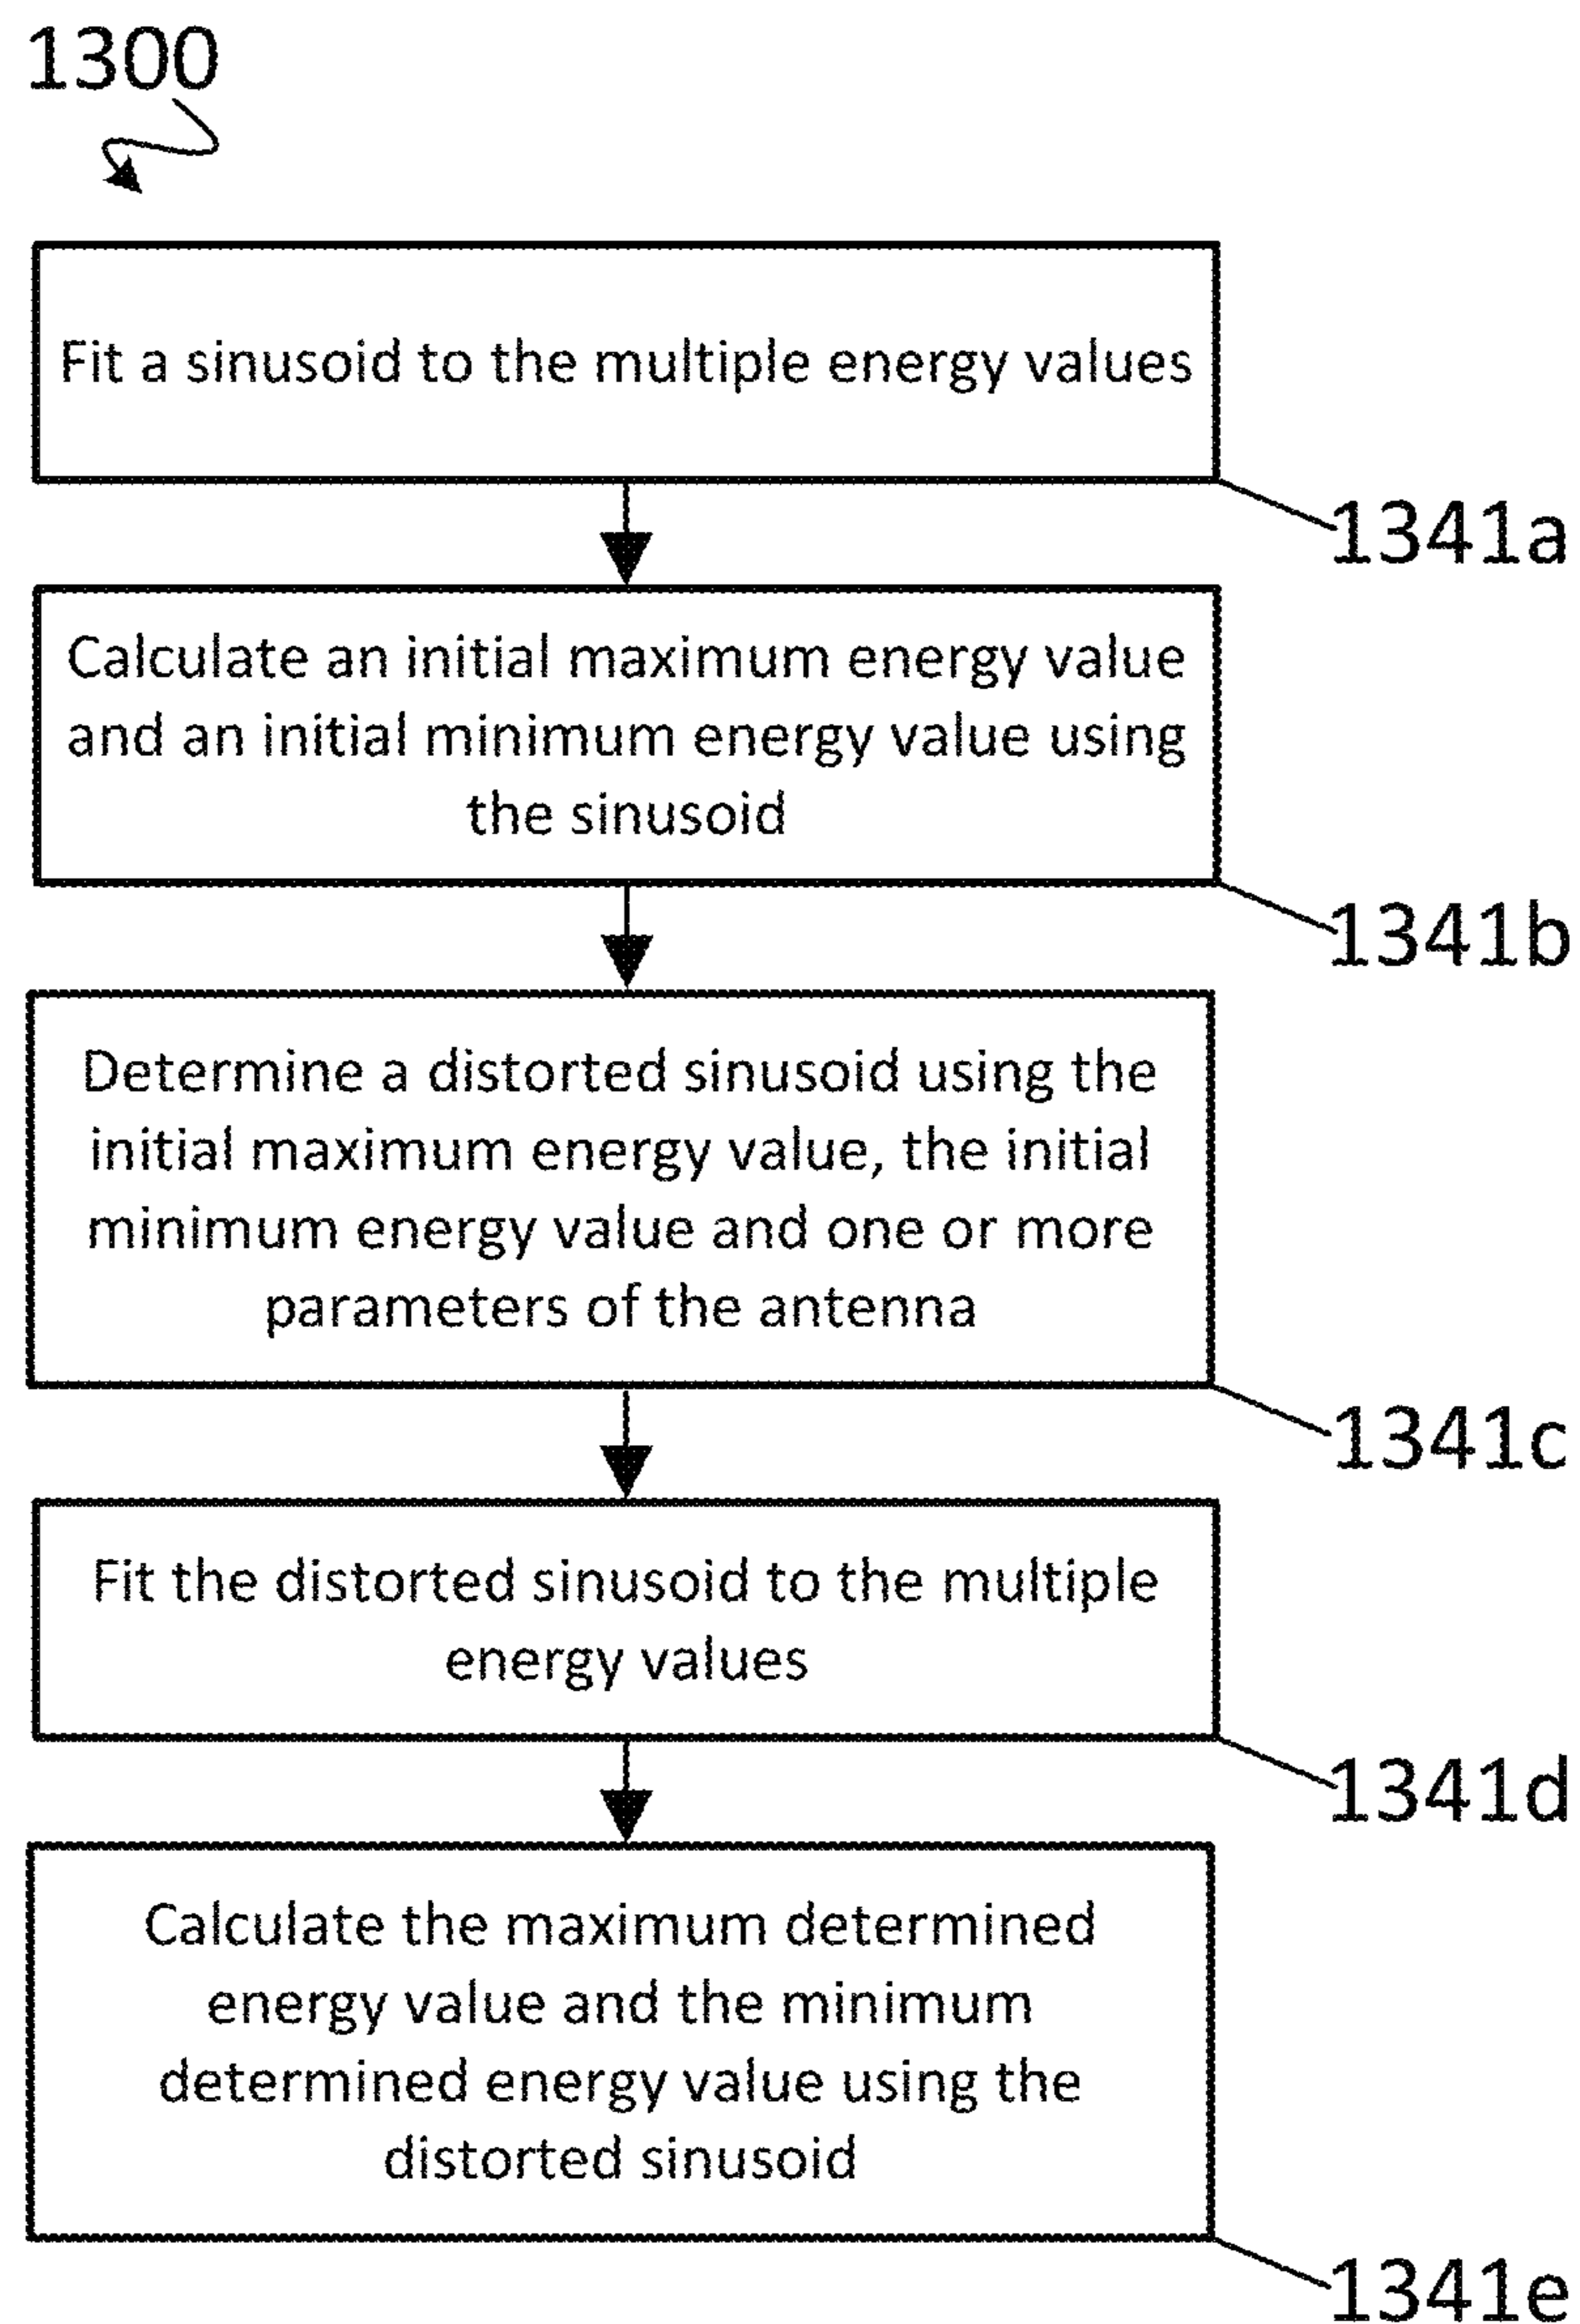 1300
Fit a sinusoid to the multiple energy values
1341a
Calculate an initial maximum energy value
and an initial minimum energy value using
the sinusoid
1341b
Determine a distorted sinusoid using the
initial maximum energy value, the initial
minimum energy value and one or more
parameters of the antenna
1341c
Fit the distorted sinusoid to the multiple
energy values
1341d
Calculate the maximum determined
energy value and the minimum
determined energy value using the
distorted sinusoid
1341e